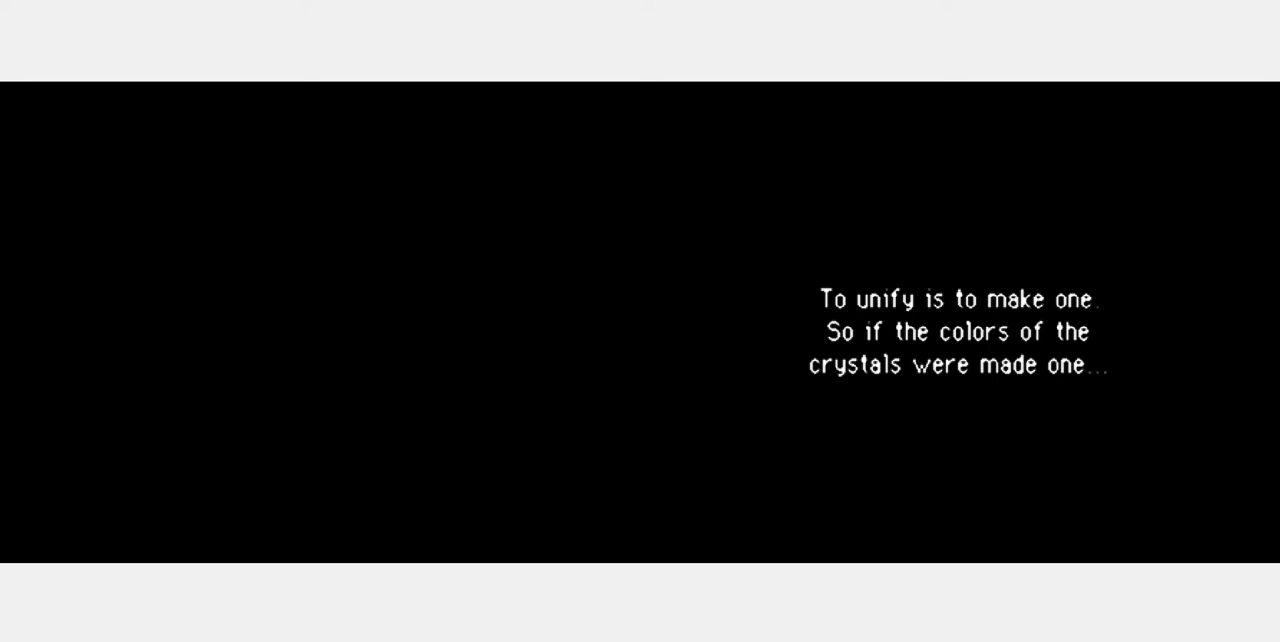 To unify is to make one.
So if the colors of the
crystals were made one...